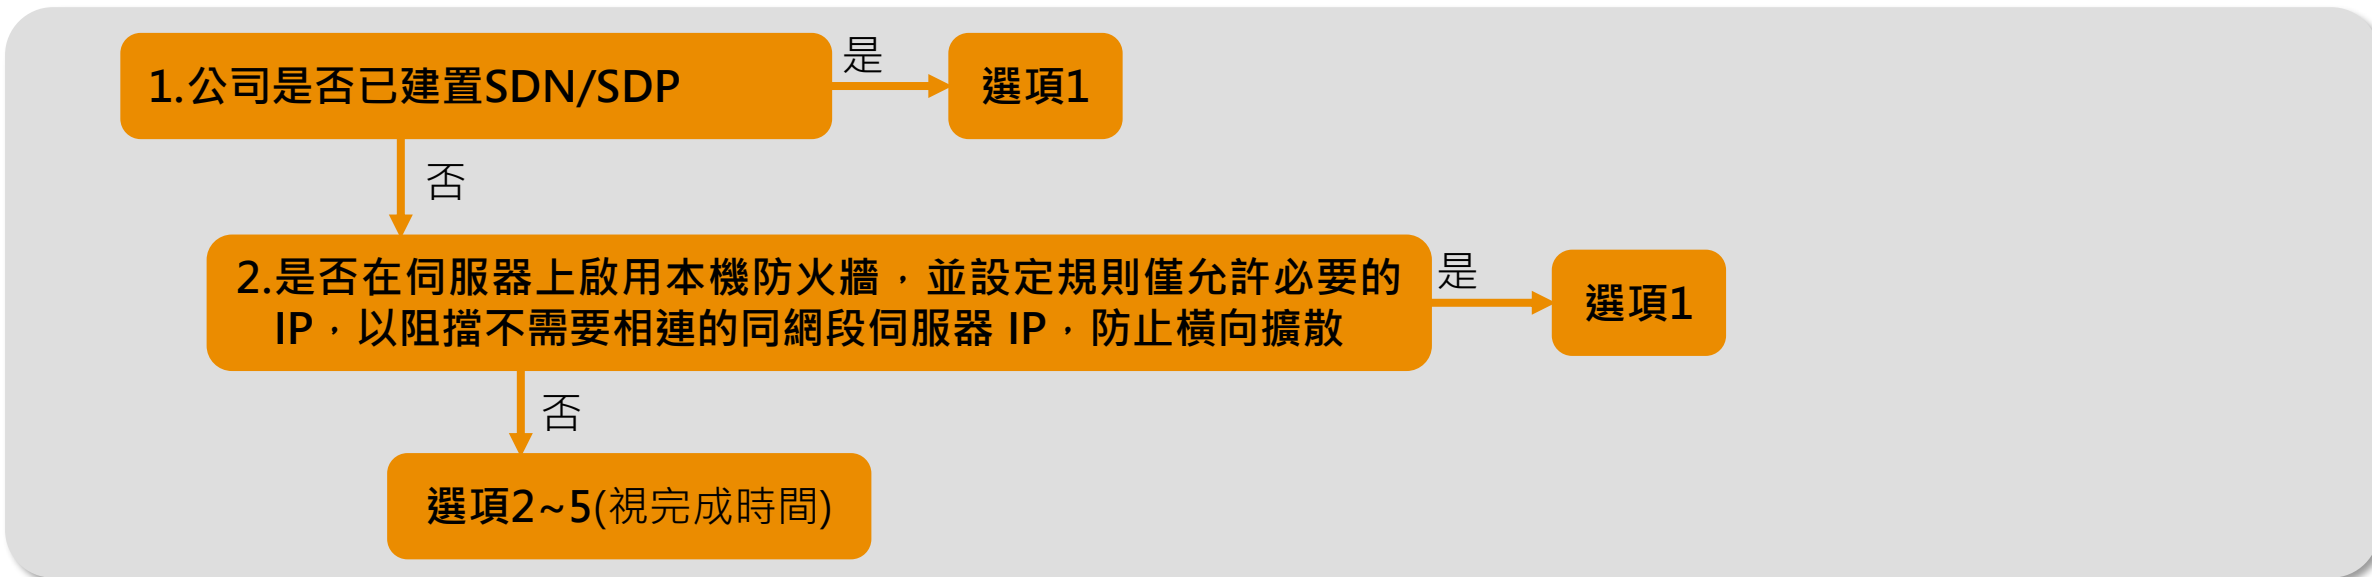 1.公司是否已建置SDN/SDP
是
選項1
否
2.是否在伺服器上啟用本機防火牆，並設定規則僅允許必要的
IP，以阻擋不需要相連的同網段伺服器 IP，防止橫向擴散
是
選項1
否
選項2~5(視完成時間)